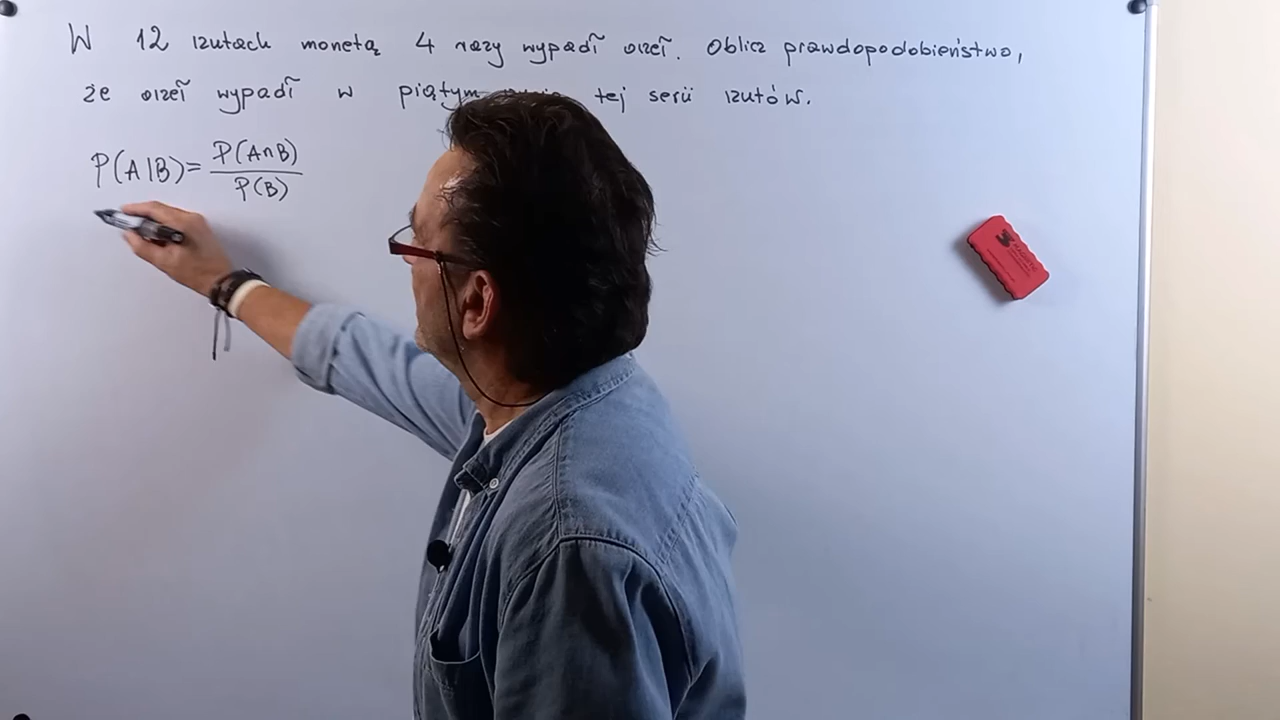 W 12 rzutach monetą 4 razy wypadł orzeł. Oblicz prawdopodobieństwo,
że orzeł wypadł w piątym tej serii rzutów.
P(A|B)= P(A∩B) / P(B)